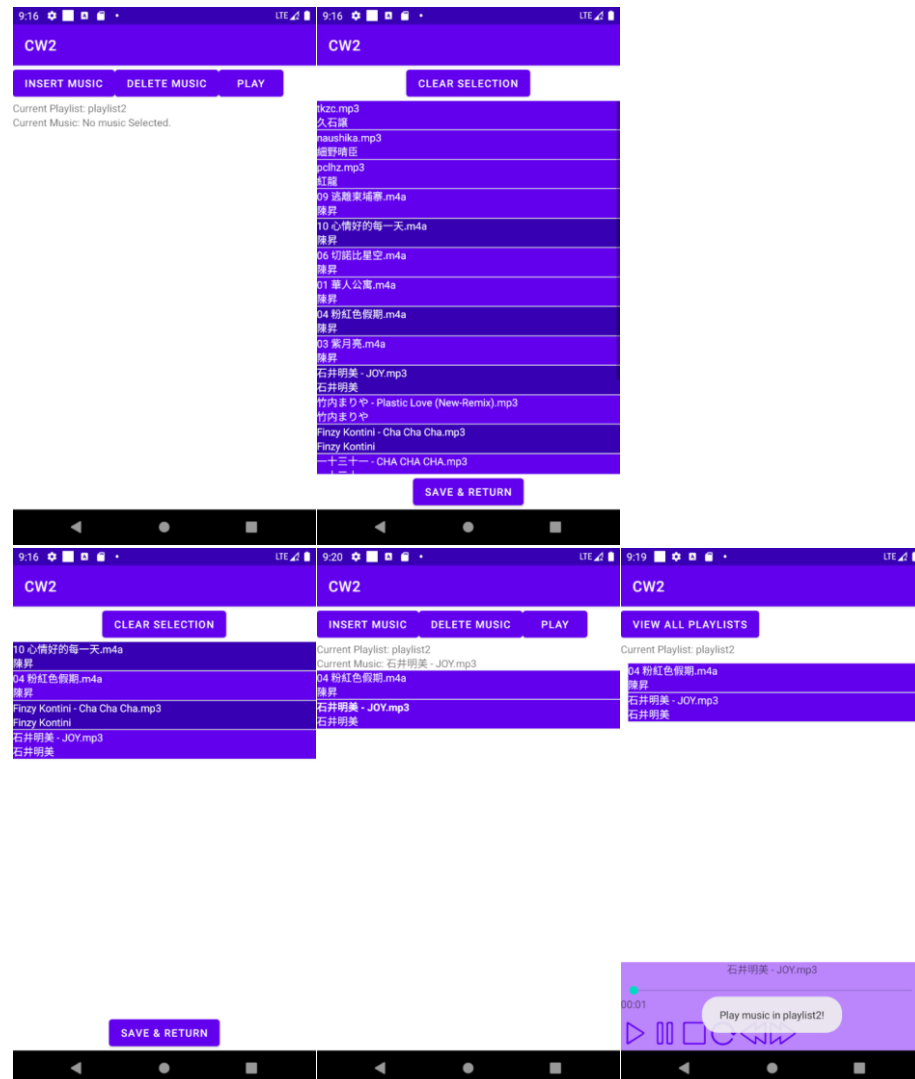 9:16 LTE
CW2
INSERT MUSIC DELETE MUSIC PLAY
Current Playlist: playlist2
Current Music: No music Selected.
9:16 LTE
CW2
CLEAR SELECTION
tkzc.mp3
久石譲
naushika.mp3
細野晴臣
pclhz.mp3
紅龍
09 逃離柬埔寨.m4a
陳昇
10 心情好的每一天.m4a
陳昇
06 切諾比星空.m4a
陳昇
01 華人公寓.m4a
陳昇
04 粉紅色假期.m4a
陳昇
03 紫月亮.m4a
陳昇
石井明美 - JOY.mp3
石井明美
竹内まりや - Plastic Love (New-Remix).mp3
竹内まりや
Finzy Kontini - Cha Cha Cha.mp3
Finzy Kontini
一十三十一 - CHA CHA CHA.mp3
SAVE & RETURN
9:16 LTE
CW2
CLEAR SELECTION
10 心情好的每一天.m4a
陳昇
04 粉紅色假期.m4a
陳昇
Finzy Kontini - Cha Cha Cha.mp3
Finzy Kontini
石井明美 - JOY.mp3
石井明美
SAVE & RETURN
9:20 LTE
CW2
INSERT MUSIC DELETE MUSIC PLAY
Current Playlist: playlist2
Current Music: 石井明美 - JOY.mp3
04 粉紅色假期.m4a
陳昇
石井明美 - JOY.mp3
石井明美
9:19 LTE
CW2
VIEW ALL PLAYLISTS
Current Playlist: playlist2
04 粉紅色假期.m4a
陳昇
石井明美 - JOY.mp3
石井明美
石井明美 - JOY.mp3
00:01
Play music in playlist2!